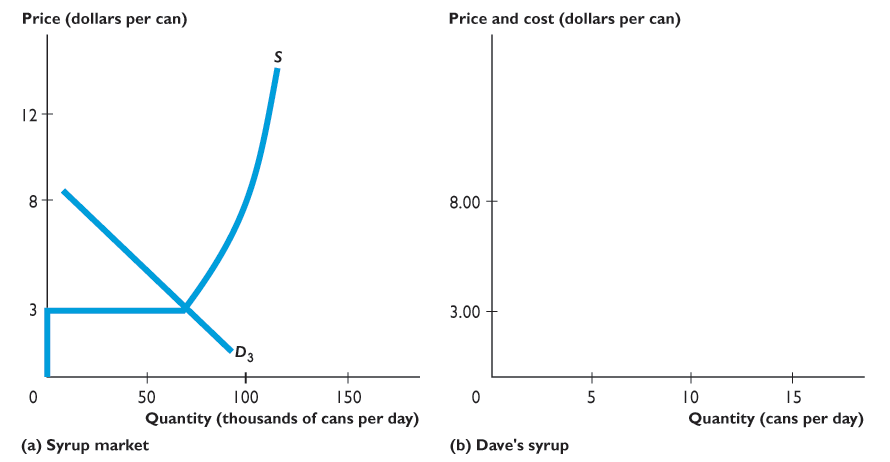 Price (dollars per can)
S
12
8
3
D3
0 50 100 150
Quantity (thousands of cans per day)
(a) Syrup market
Price and cost (dollars per can)
8.00
3.00
0 5 10 15
Quantity (cans per day)
(b) Dave's syrup